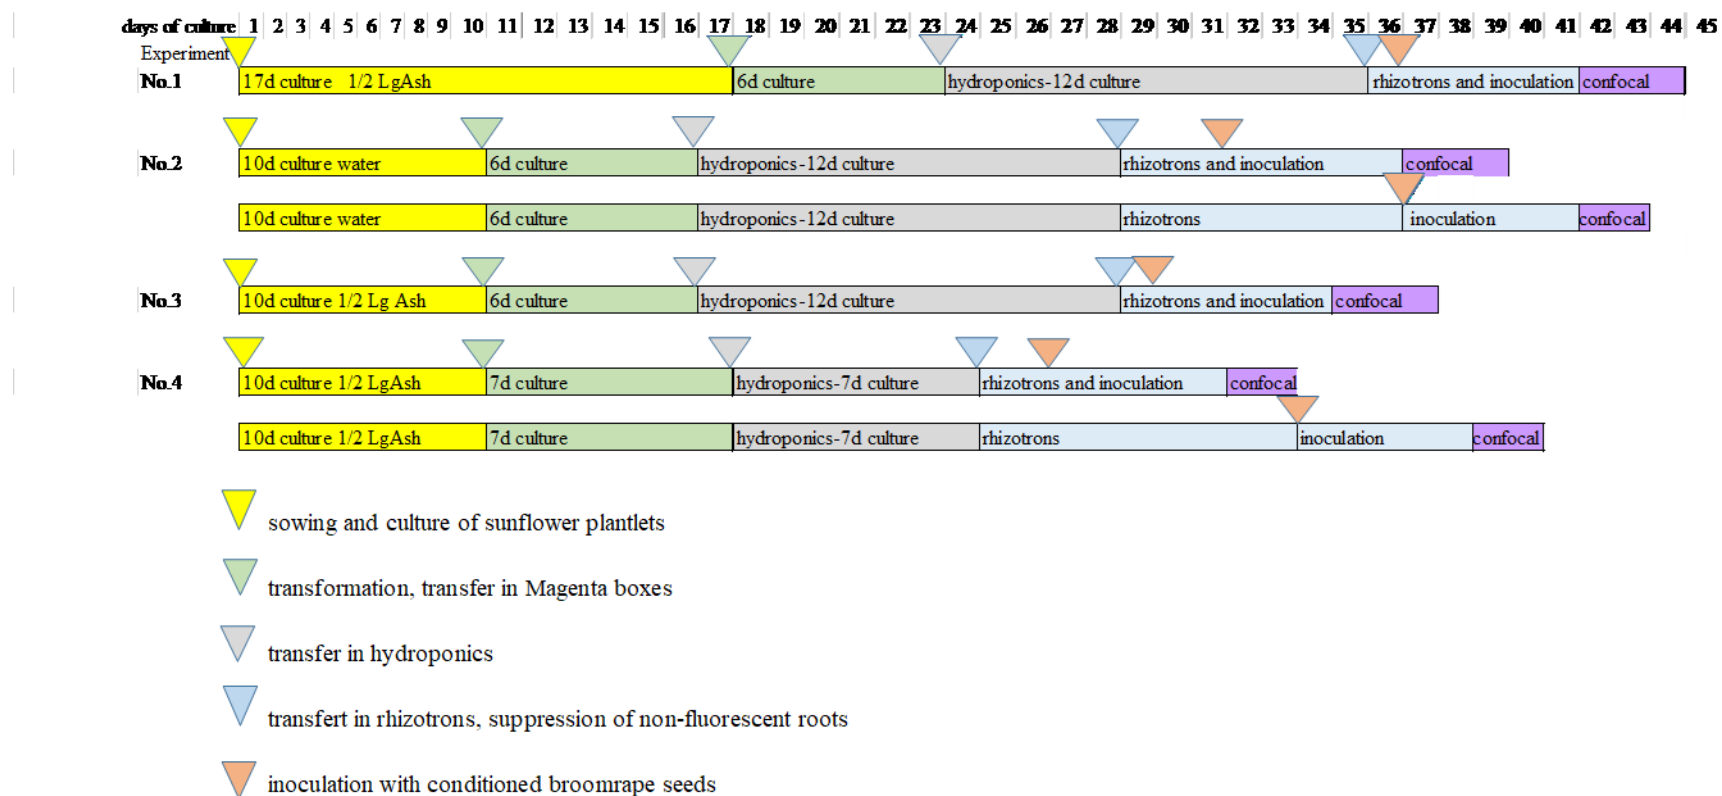 days of culture 1 2 3 4 5 6 7 8 9 10 11 12 13 14 15 16 17 18 19 20 21 22 23 24 25 26 27 28 29 30 31 32 33 34 35 36 37 38 39 40 41 42 43 44 45
Experiment
No.1 17d culture 1/2 LgAsh 6d culture hydroponics-12d culture rhizotrons and inoculation confocal
No.2 10d culture water 6d culture hydroponics-12d culture rhizotrons and inoculation confocal
10d culture water 6d culture hydroponics-12d culture rhizotrons inoculation confocal
No.3 10d culture 1/2 Lg Ash 6d culture hydroponics-12d culture rhizotrons and inoculation confocal
No.4 10d culture 1/2 LgAsh 7d culture hydroponics-7d culture rhizotrons and inoculation confocal
10d culture 1/2 LgAsh 7d culture hydroponics-7d culture rhizotrons inoculation confocal
sowing and culture of sunflower plantlets
transformation, transfer in Magenta boxes
transfer in hydroponics
transfert in rhizotrons, suppression of non-fluorescent roots
inoculation with conditioned broomrape seeds